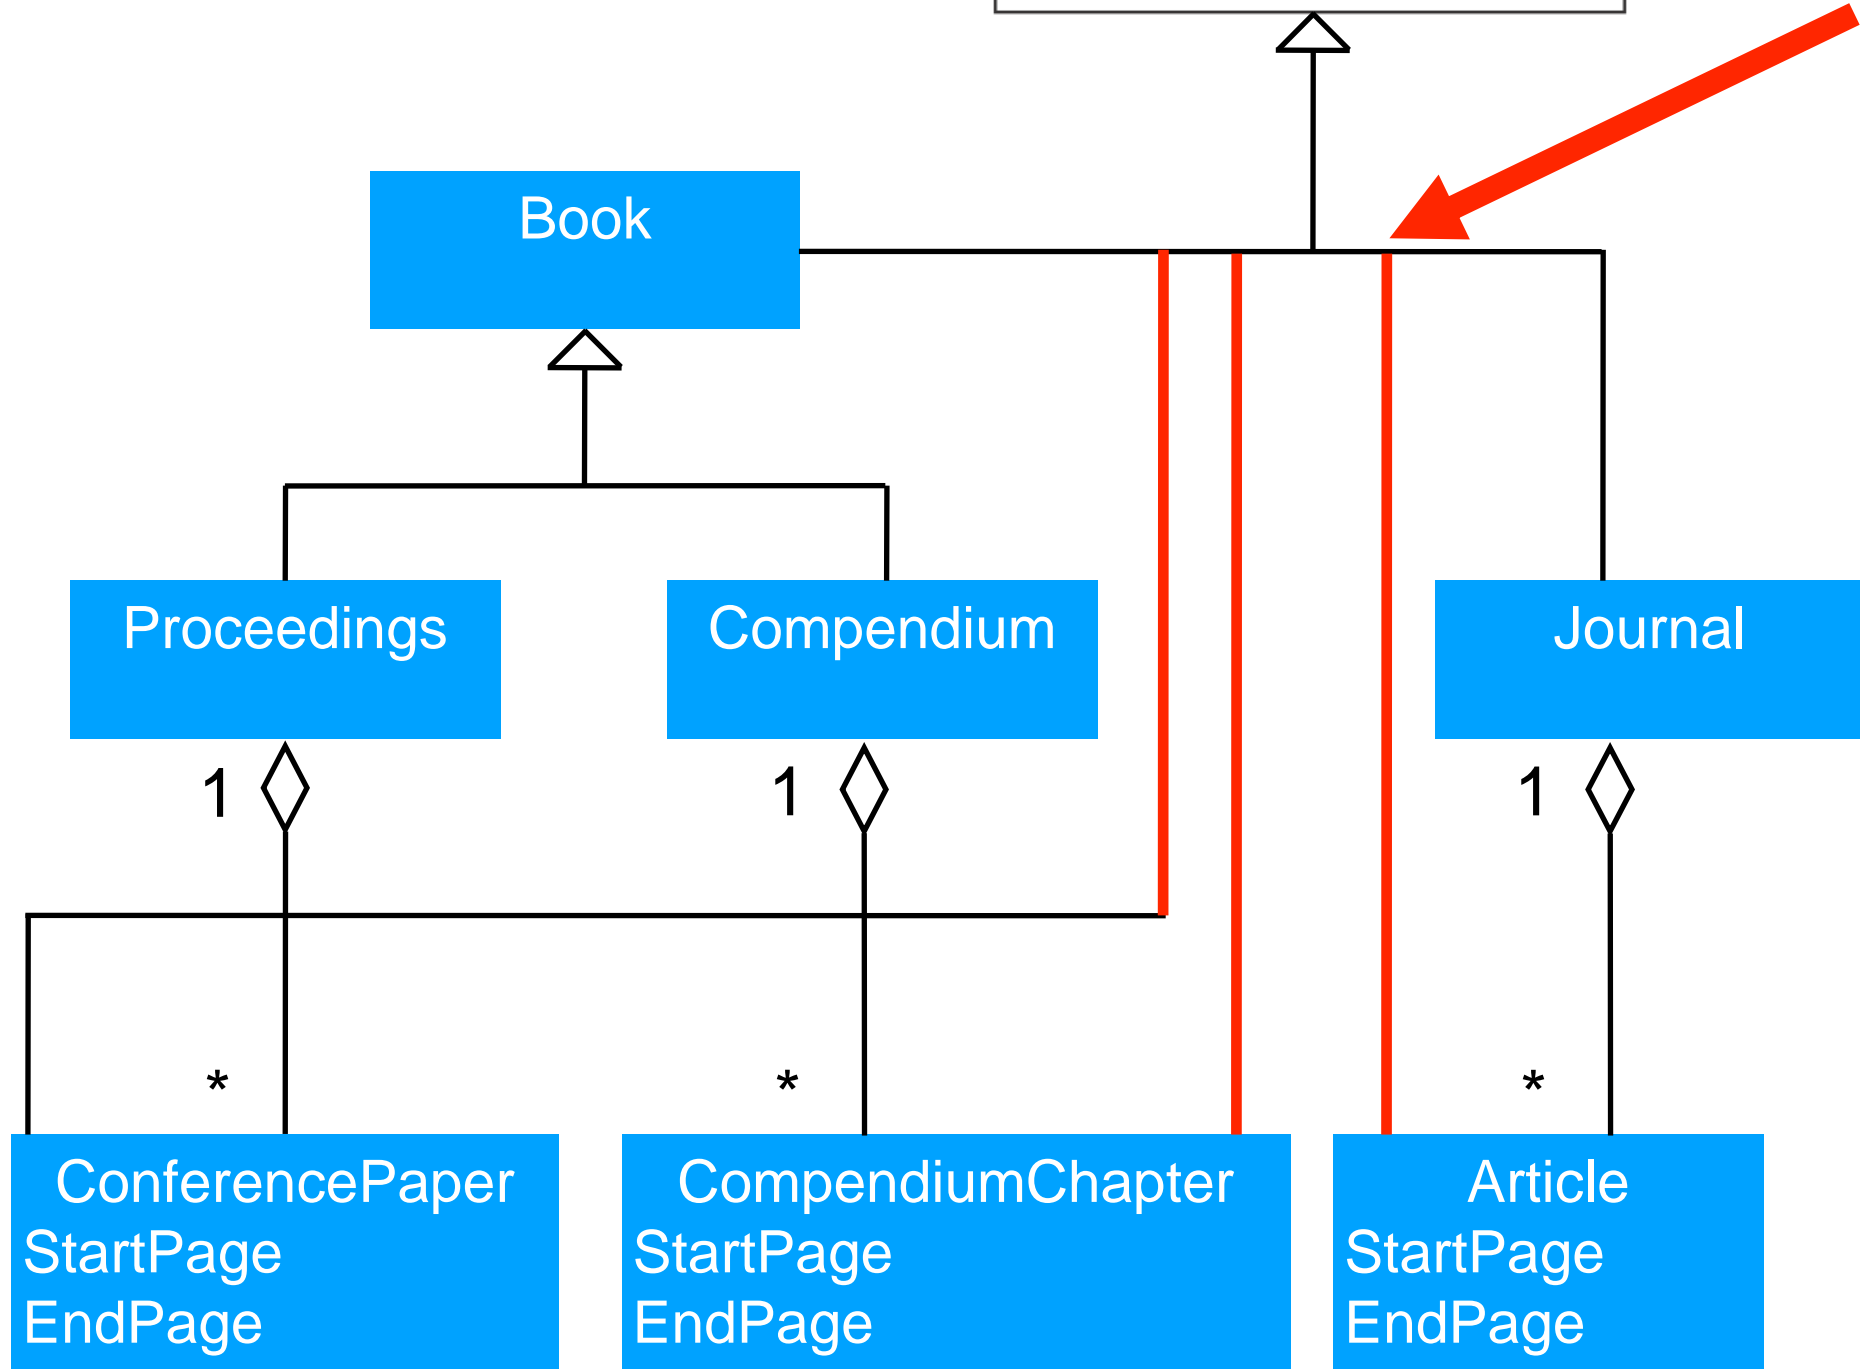 Book
Proceedings
Compendium
Journal
1
1
1
*
*
*
ConferencePaper
StartPage
EndPage
CompendiumChapter
StartPage
EndPage
Article
StartPage
EndPage